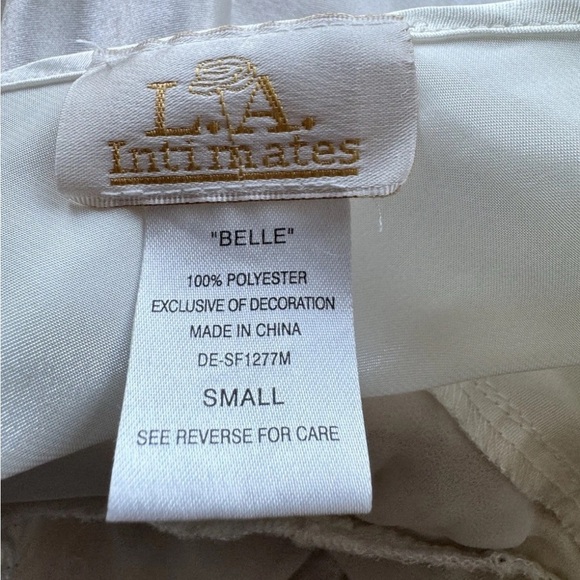 L.A.
Intimates
"BELLE"
100% POLYESTER
EXCLUSIVE OF DECORATION
MADE IN CHINA
DE-SF1277M
SMALL
SEE REVERSE FOR CARE